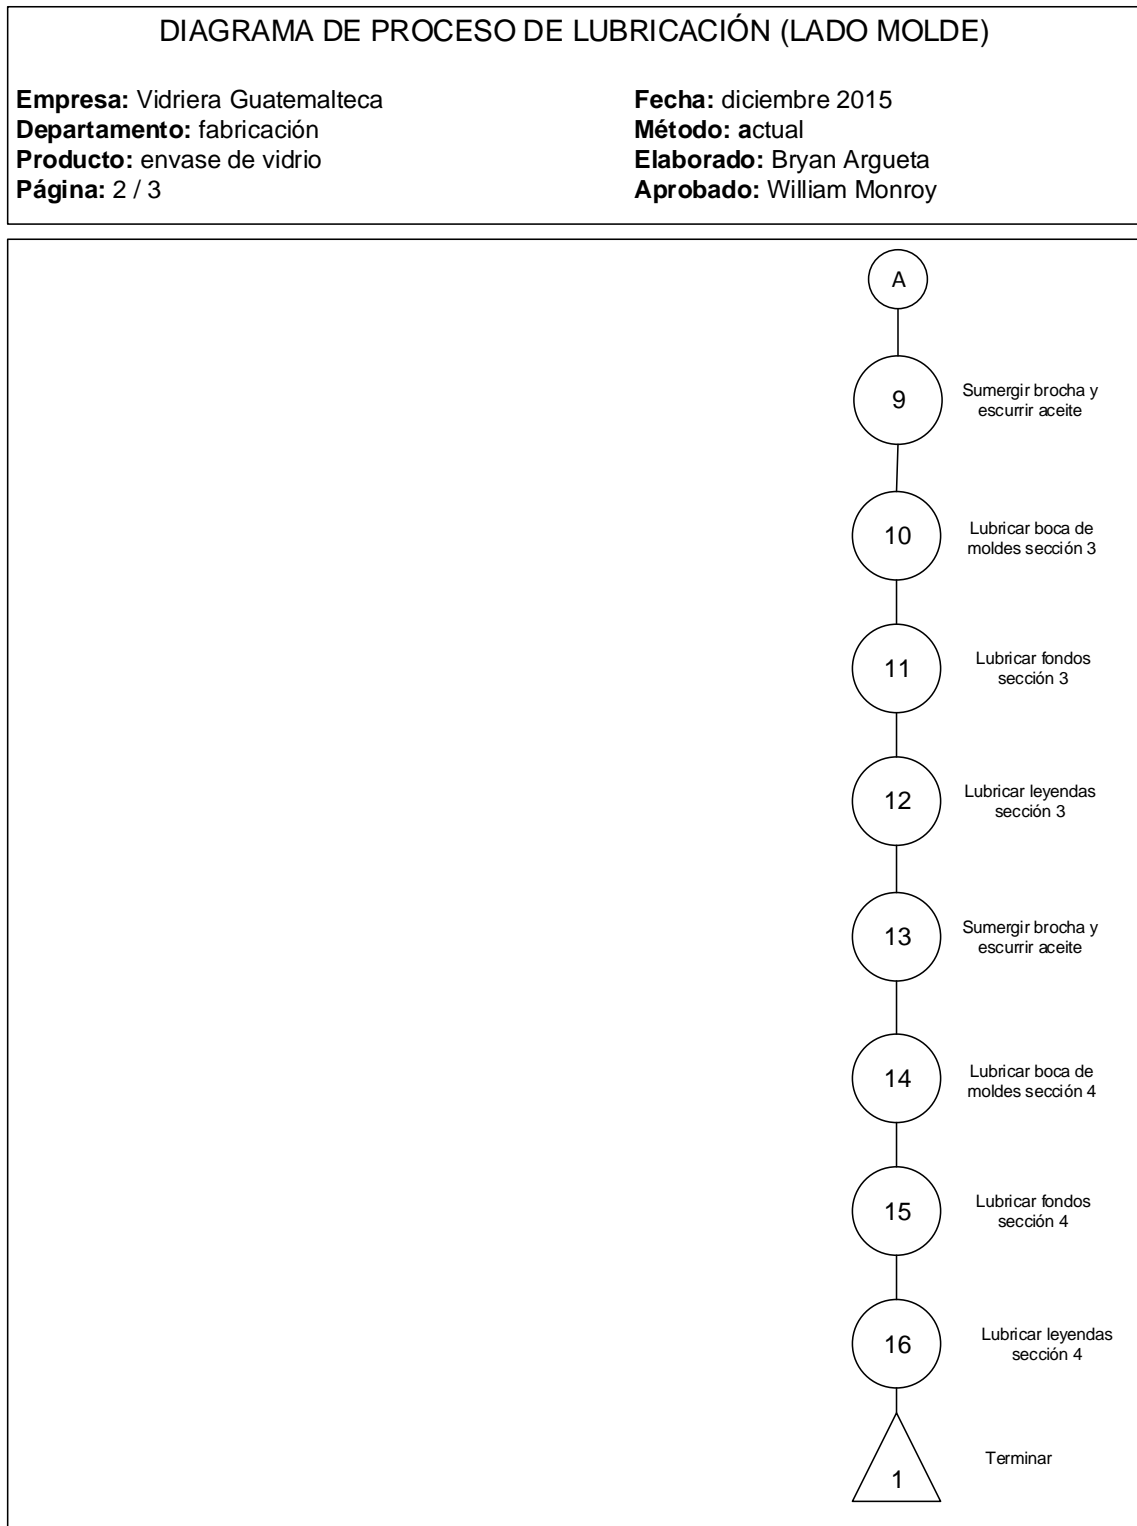 DIAGRAMA DE PROCESO DE LUBRICACIÓN (LADO MOLDE)
Empresa: Vidriera Guatemalteca
Departamento: fabricación
Producto: envase de vidrio
Página: 2 / 3
Fecha: diciembre 2015
Método: actual
Elaborado: Bryan Argueta
Aprobado: William Monroy
A
9
Sumergir brocha y
escurrir aceite
10
Lubricar boca de
moldes sección 3
11
Lubricar fondos
sección 3
12
Lubricar leyendas
sección 3
13
Sumergir brocha y
escurrir aceite
14
Lubricar boca de
moldes sección 4
15
Lubricar fondos
sección 4
16
Lubricar leyendas
sección 4
1
Terminar